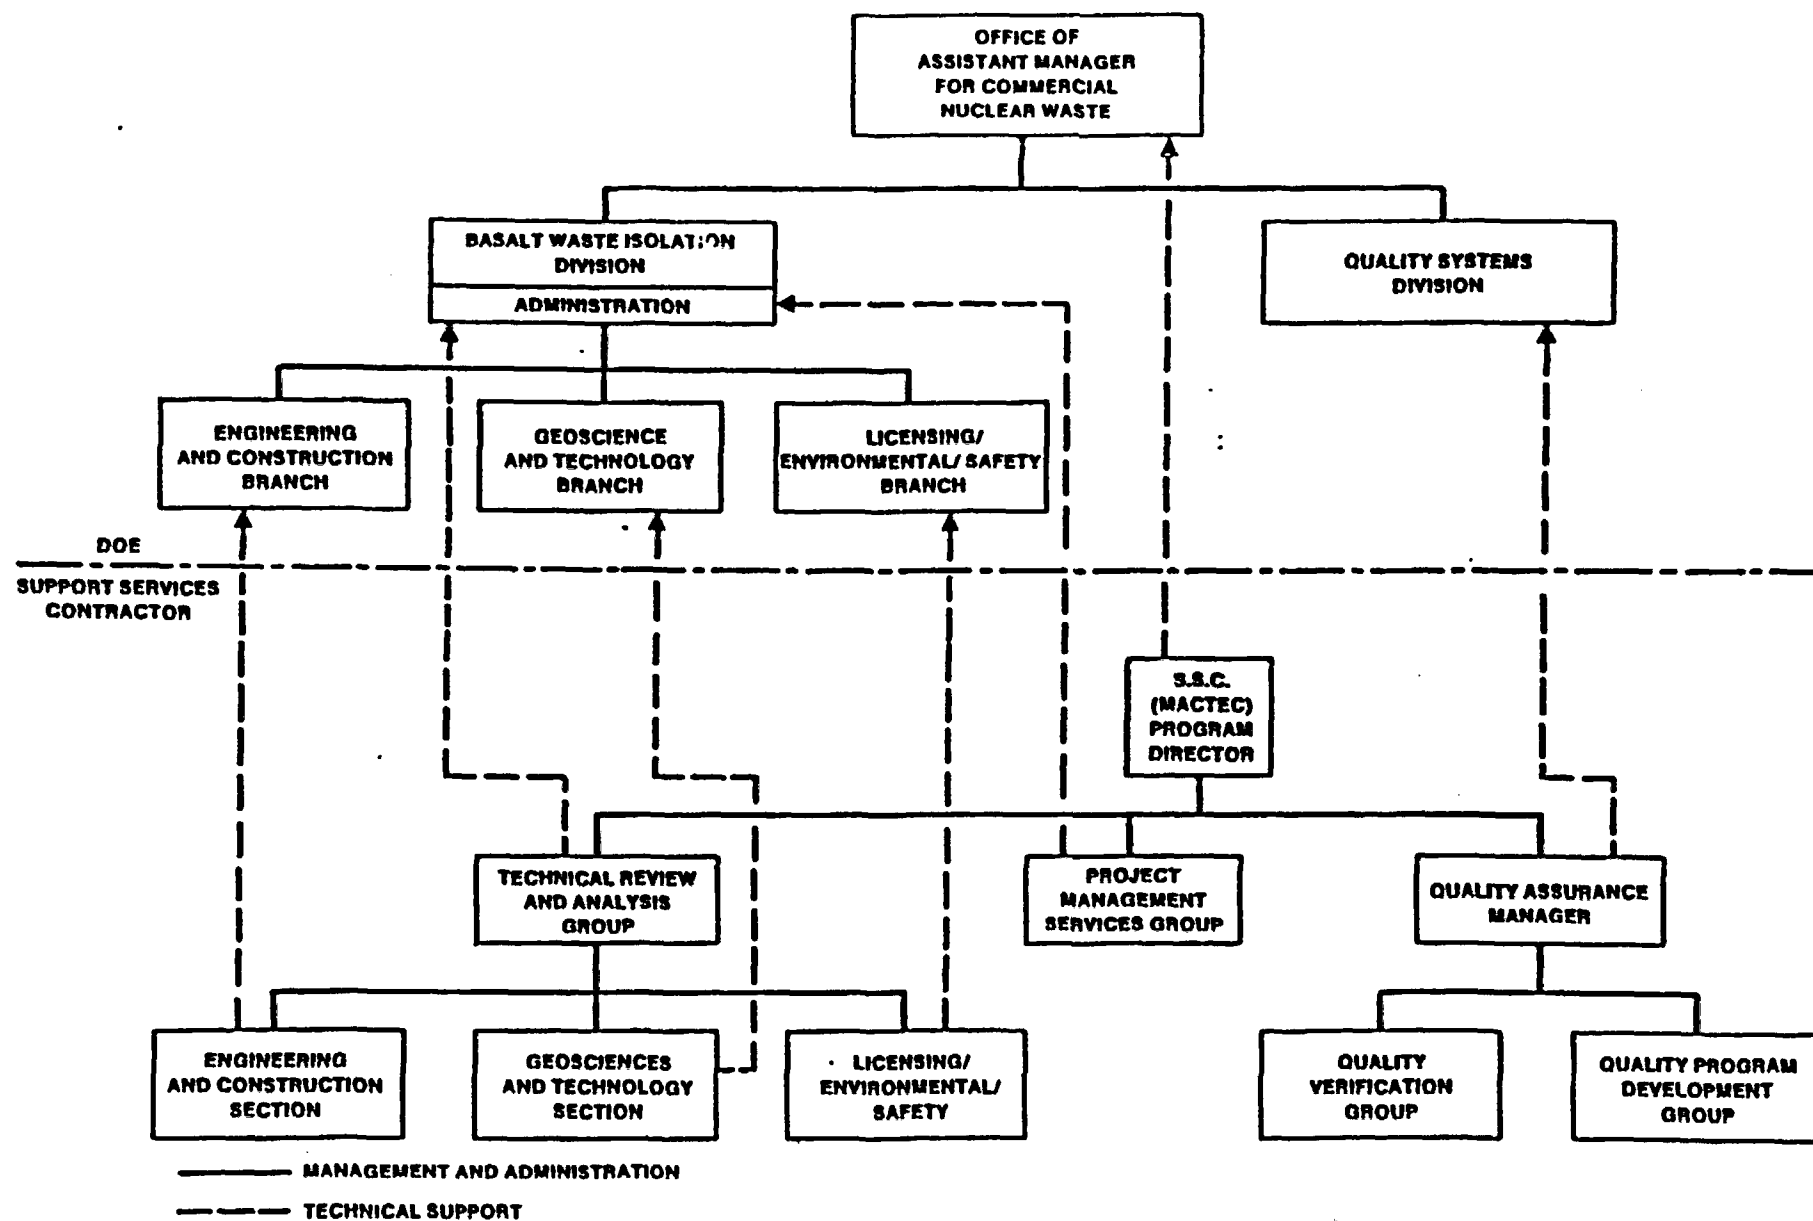 OFFICE OF
ASSISTANT MANAGER
FOR COMMERCIAL
NUCLEAR WASTE
BASALT WASTE ISOLATION
DIVISION
ADMINISTRATION
QUALITY SYSTEMS
DIVISION
ENGINEERING
AND CONSTRUCTION
BRANCH
GEOSCIENCE
AND TECHNOLOGY
BRANCH
LICENSING/
ENVIRONMENTAL/ SAFETY
BRANCH
DOE
SUPPORT SERVICES
CONTRACTOR
S.S.C.
(MACTEC)
PROGRAM
DIRECTOR
TECHNICAL REVIEW
AND ANALYSIS
GROUP
PROJECT
MANAGEMENT
SERVICES GROUP
QUALITY ASSURANCE
MANAGER
ENGINEERING
AND CONSTRUCTION
SECTION
GEOSCIENCES
AND TECHNOLOGY
SECTION
LICENSING/
ENVIRONMENTAL/
SAFETY
QUALITY
VERIFICATION
GROUP
QUALITY PROGRAM
DEVELOPMENT
GROUP
MANAGEMENT AND ADMINISTRATION
TECHNICAL SUPPORT